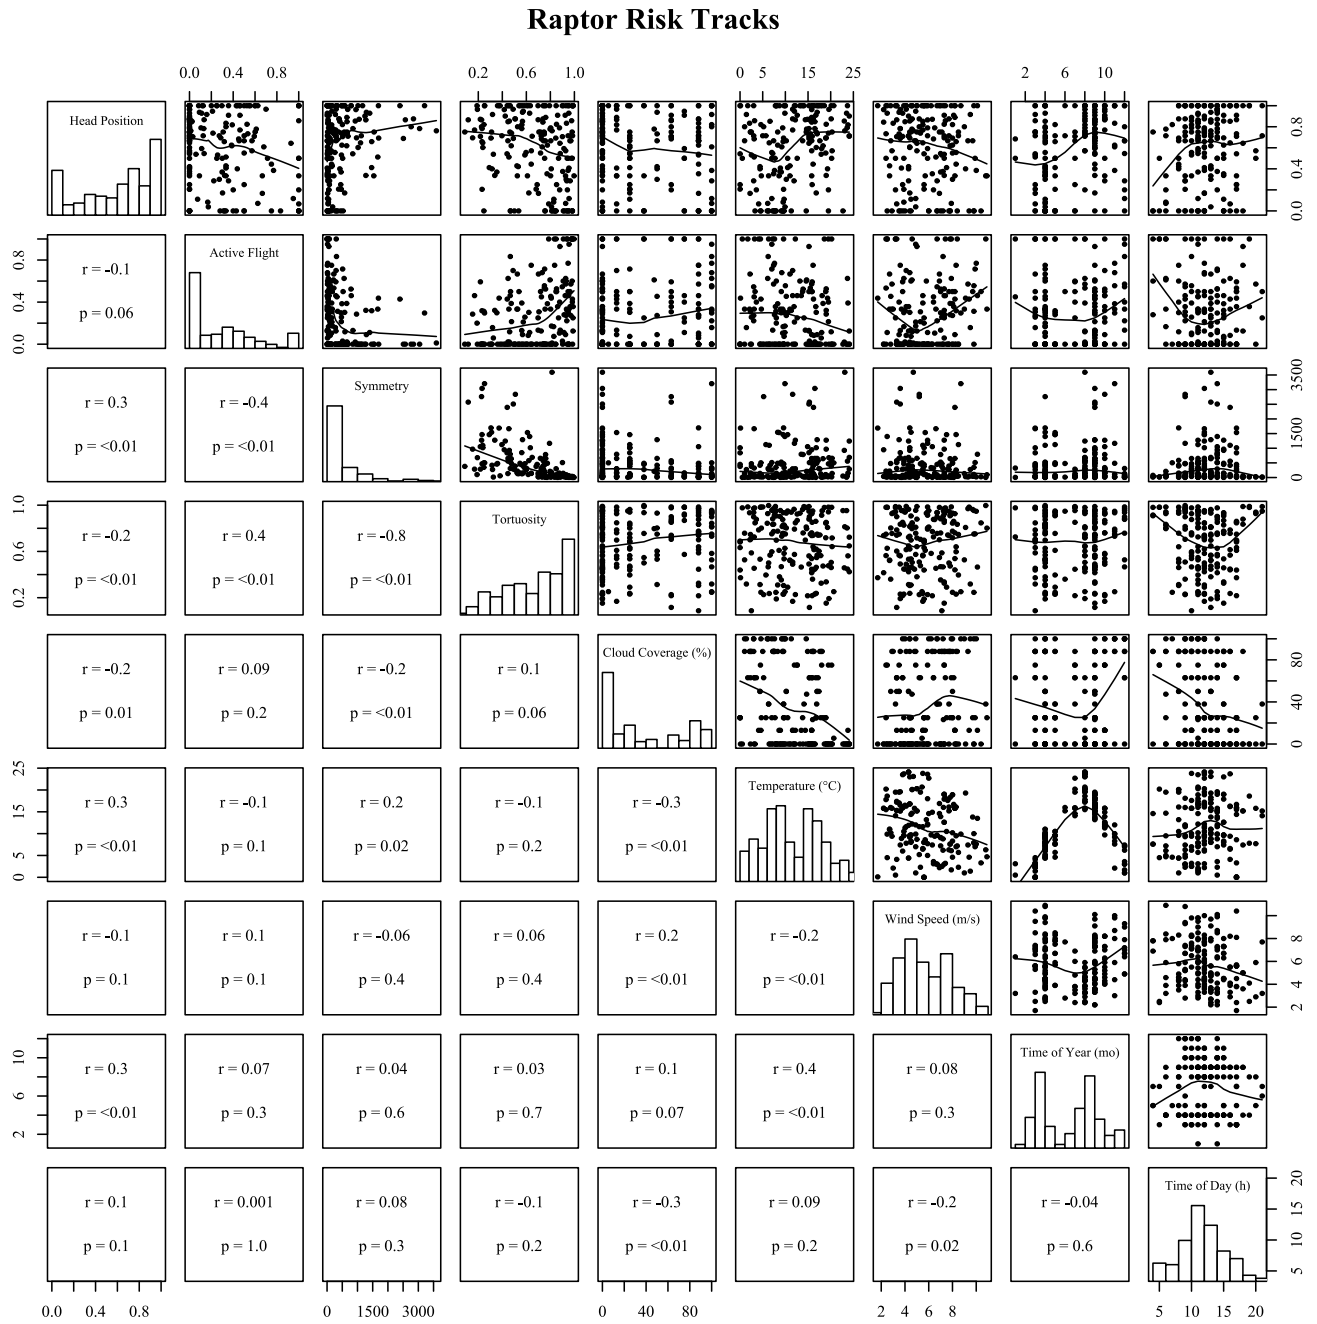 Raptor Risk Tracks
0.0 0.4 0.8
0.2 0.6 1.0
0 5 15 25
2 6 10
Head Position
0.0 0.4 0.8
Active Flight
r = -0.1
p = 0.06
0.0 0.4 0.8
Symmetry
r = 0.3
r = -0.4
p = <0.01
p = <0.01
0 1500 3500
Tortuosity
r = -0.2
r = 0.4
r = -0.8
p = <0.01
p = <0.01
p = <0.01
0.2 0.6 1.0
Cloud Coverage (%)
r = -0.2
r = 0.09
r = -0.2
r = 0.1
p = 0.01
p = 0.2
p = <0.01
p = 0.06
0 40 80
Temperature (°C)
r = 0.3
r = -0.1
r = 0.2
r = -0.1
r = -0.3
p = <0.01
p = 0.1
p = 0.02
p = 0.2
p = <0.01
0 5 15 25
Wind Speed (m/s)
r = -0.1
r = 0.1
r = -0.06
r = 0.06
r = 0.2
r = -0.2
p = 0.1
p = 0.1
p = 0.4
p = 0.4
p = <0.01
p = <0.01
2 4 6 8
Time of Year (mo)
r = 0.3
r = 0.07
r = 0.04
r = 0.03
r = 0.1
r = 0.4
r = 0.08
p = <0.01
p = 0.3
p = 0.6
p = 0.7
p = 0.07
p = <0.01
p = 0.3
2 6 10
Time of Day (h)
r = 0.1
r = 0.001
r = 0.08
r = -0.1
r = -0.3
r = 0.09
r = -0.2
r = -0.04
p = 0.1
p = 1.0
p = 0.3
p = 0.2
p = <0.01
p = 0.2
p = 0.02
p = 0.6
5 10 15 20
0.0 0.4 0.8
0 1500 3000
0 40 80
2 4 6 8
5 10 15 20